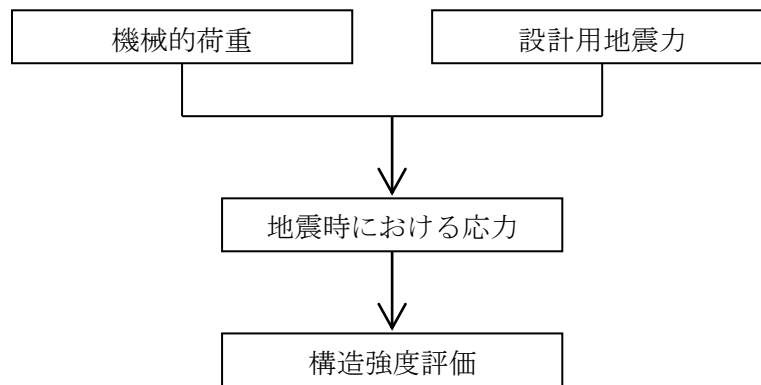 機械的荷重
設計用地震力
地震時における応力
構造強度評価